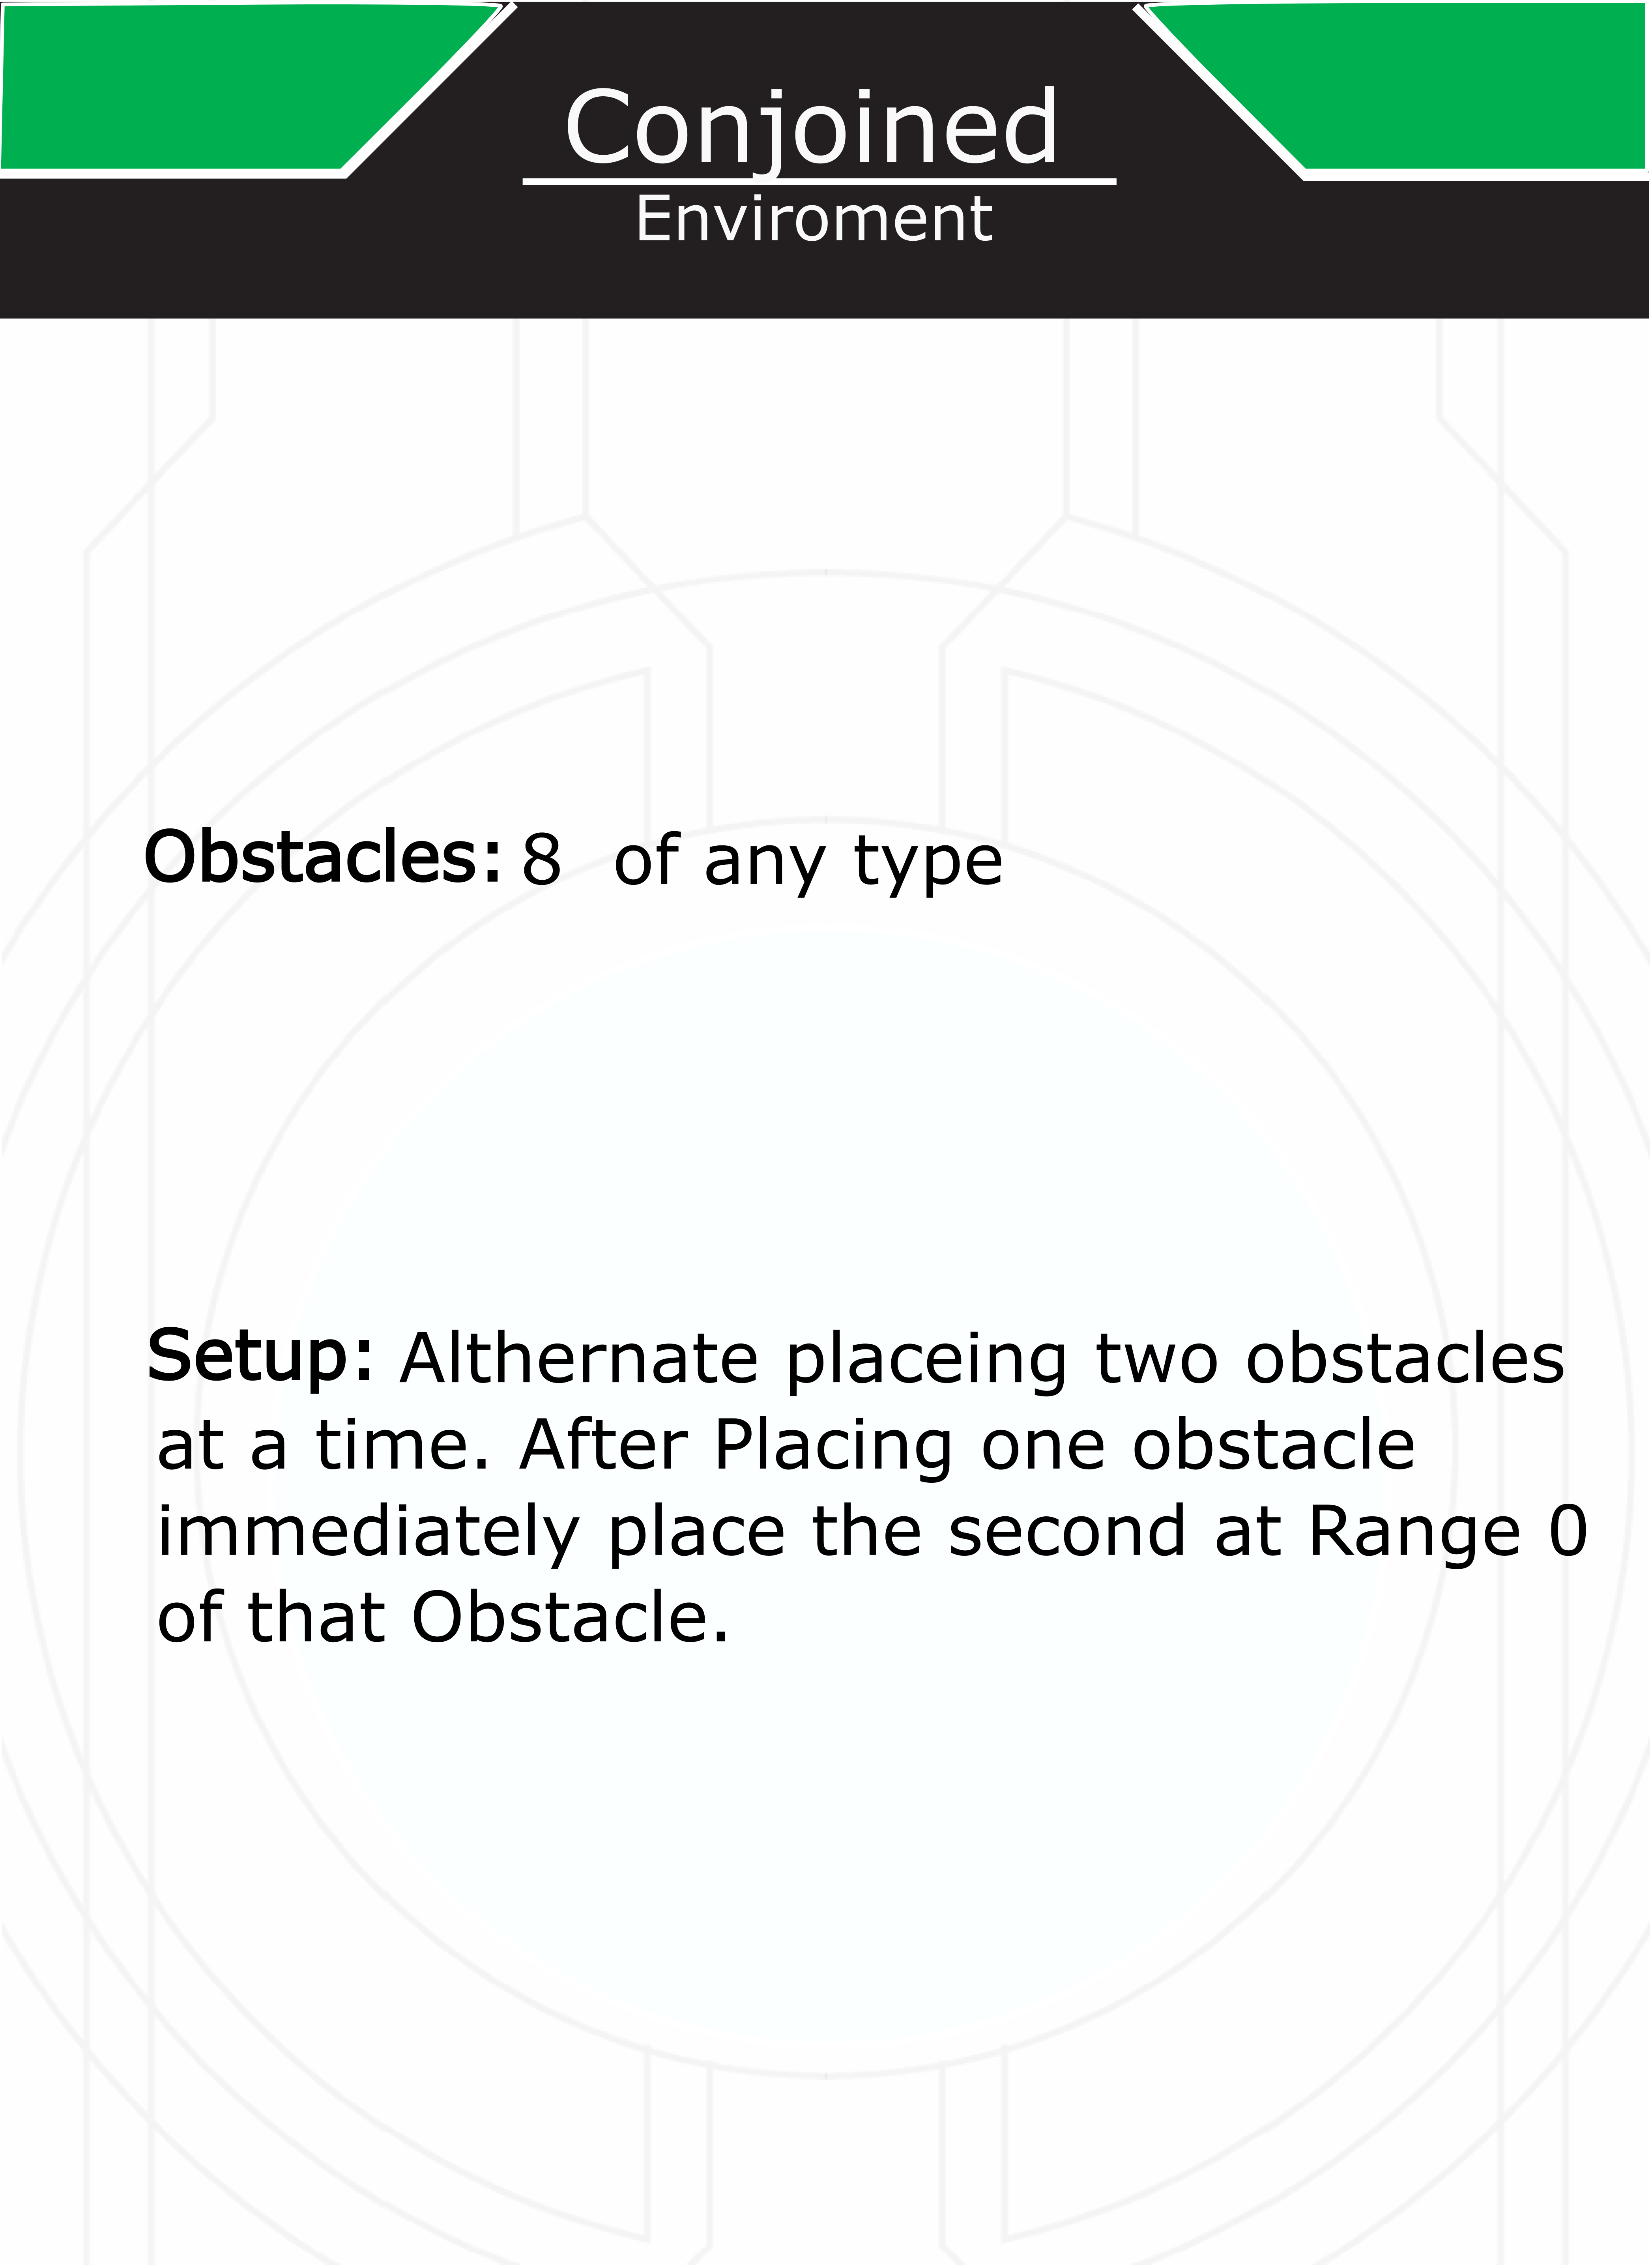 Conjoined
Enviroment
Obstacles: 8 of any type
Setup: Althernate placeing two obstacles
at a time. After Placing one obstacle
immediately place the second at Range 0
of that Obstacle.